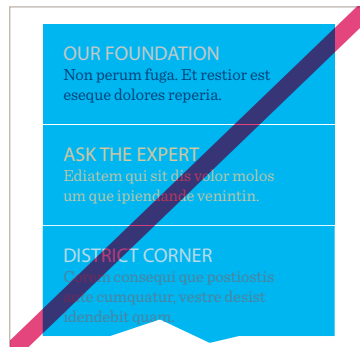 OUR FOUNDATION
Non perum fuga. Et restior est
eseque dolores reperia.
ASK THE EXPERT
Ediatem qui sit dis volor molos
um que ipiendande venintin.
DISTRICT CORNER
consequi que postiostis
cumquatur, vestre desist
idendebit quam